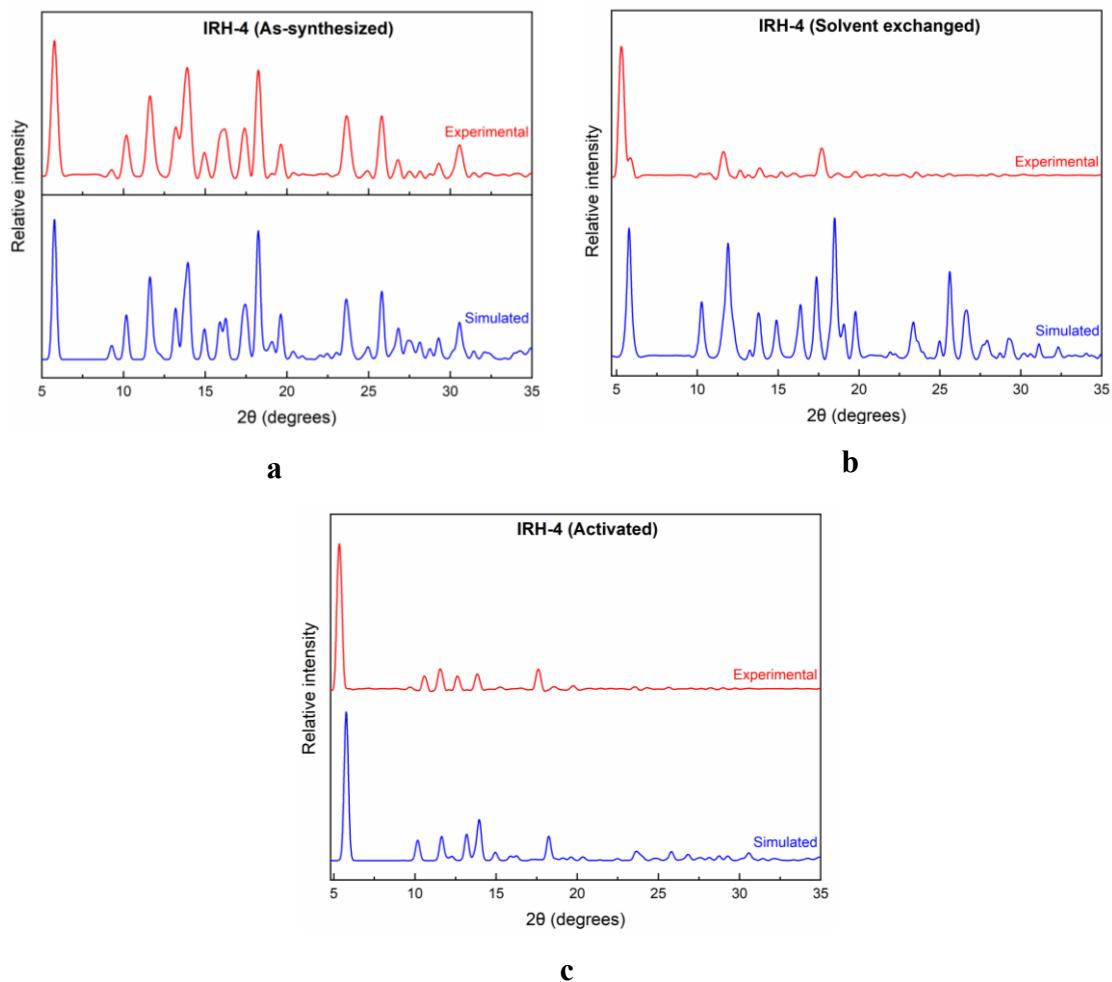 IRH-4 (As-synthesized)
Relative intensity
Experimental
Simulated
5 10 15 20 25 30 35
2θ (degrees)
a
IRH-4 (Solvent exchanged)
Relative intensity
Experimental
Simulated
5 10 15 20 25 30 35
2θ (degrees)
b
IRH-4 (Activated)
Relative intensity
Experimental
Simulated
5 10 15 20 25 30 35
2θ (degrees)
c